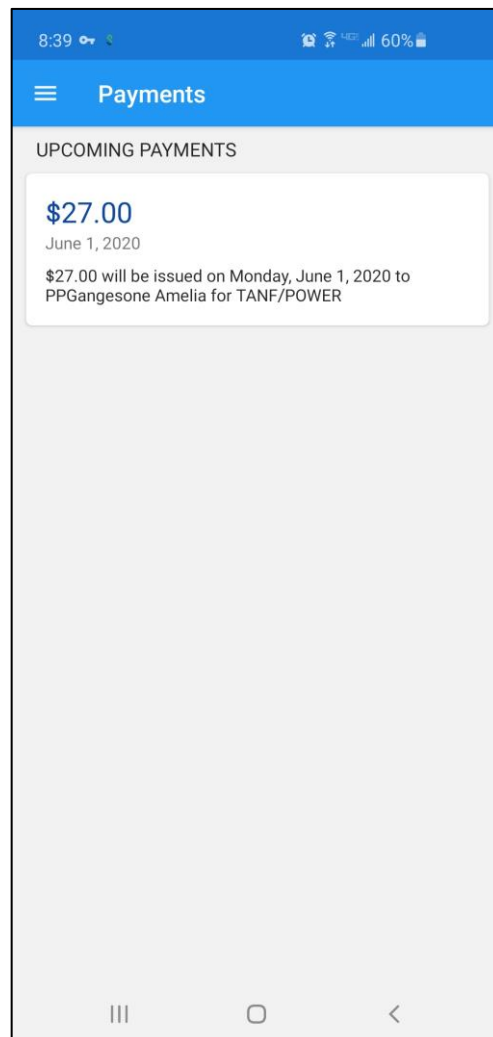 8:39 4GE 60%
Payments
UPCOMING PAYMENTS
$27.00
June 1, 2020
$27.00 will be issued on Monday, June 1, 2020 to
PPGangesone Amelia for TANF/POWER